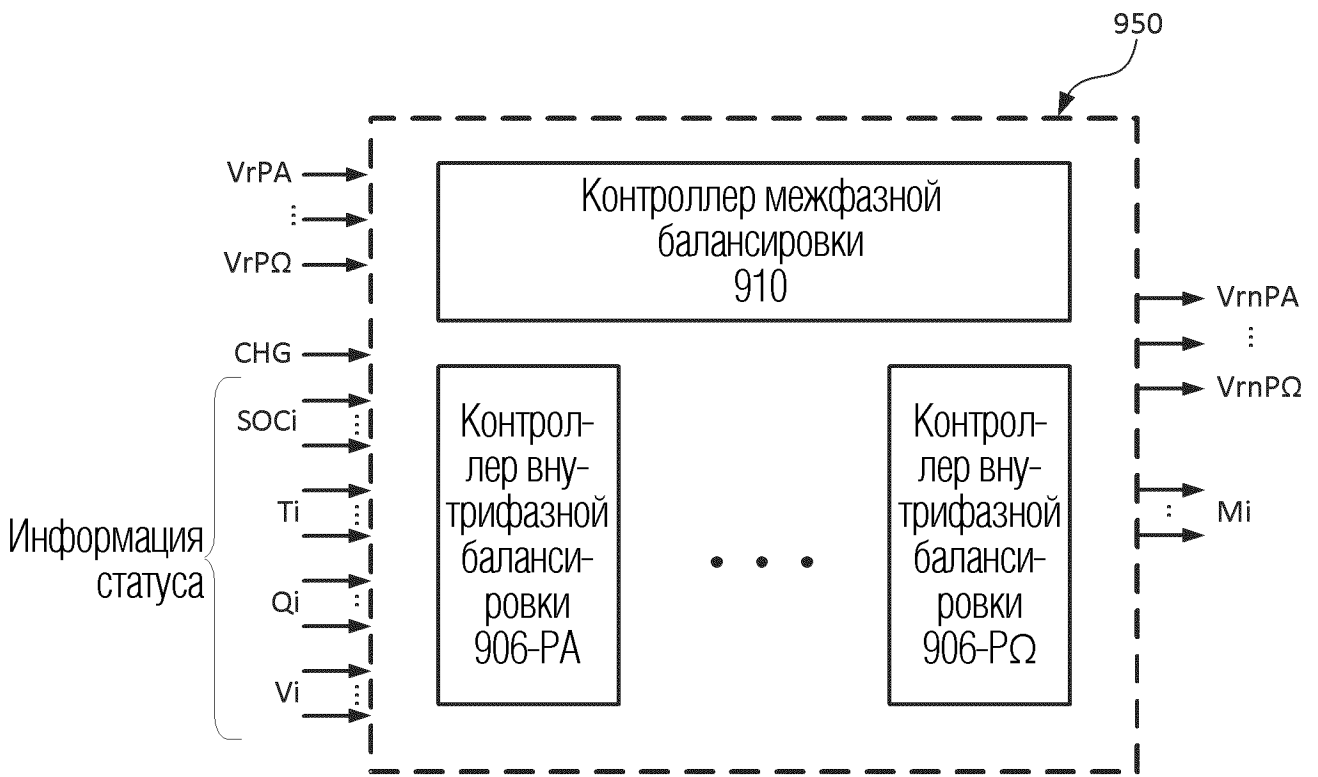 950
VrPA
⋮
VrPΩ
CHG
SOCi
⋮
Ti
⋮
Qi
⋮
Vi
⋮
Информация
статуса
Контроллер межфазной
балансировки
910
Контрол-
лер вну-
трифазной
баланси-
ровки
906-PA
• • •
Контрол-
лер вну-
трифазной
баланси-
ровки
906-PΩ
VrnPA
⋮
VrnPΩ
⋮
Mi